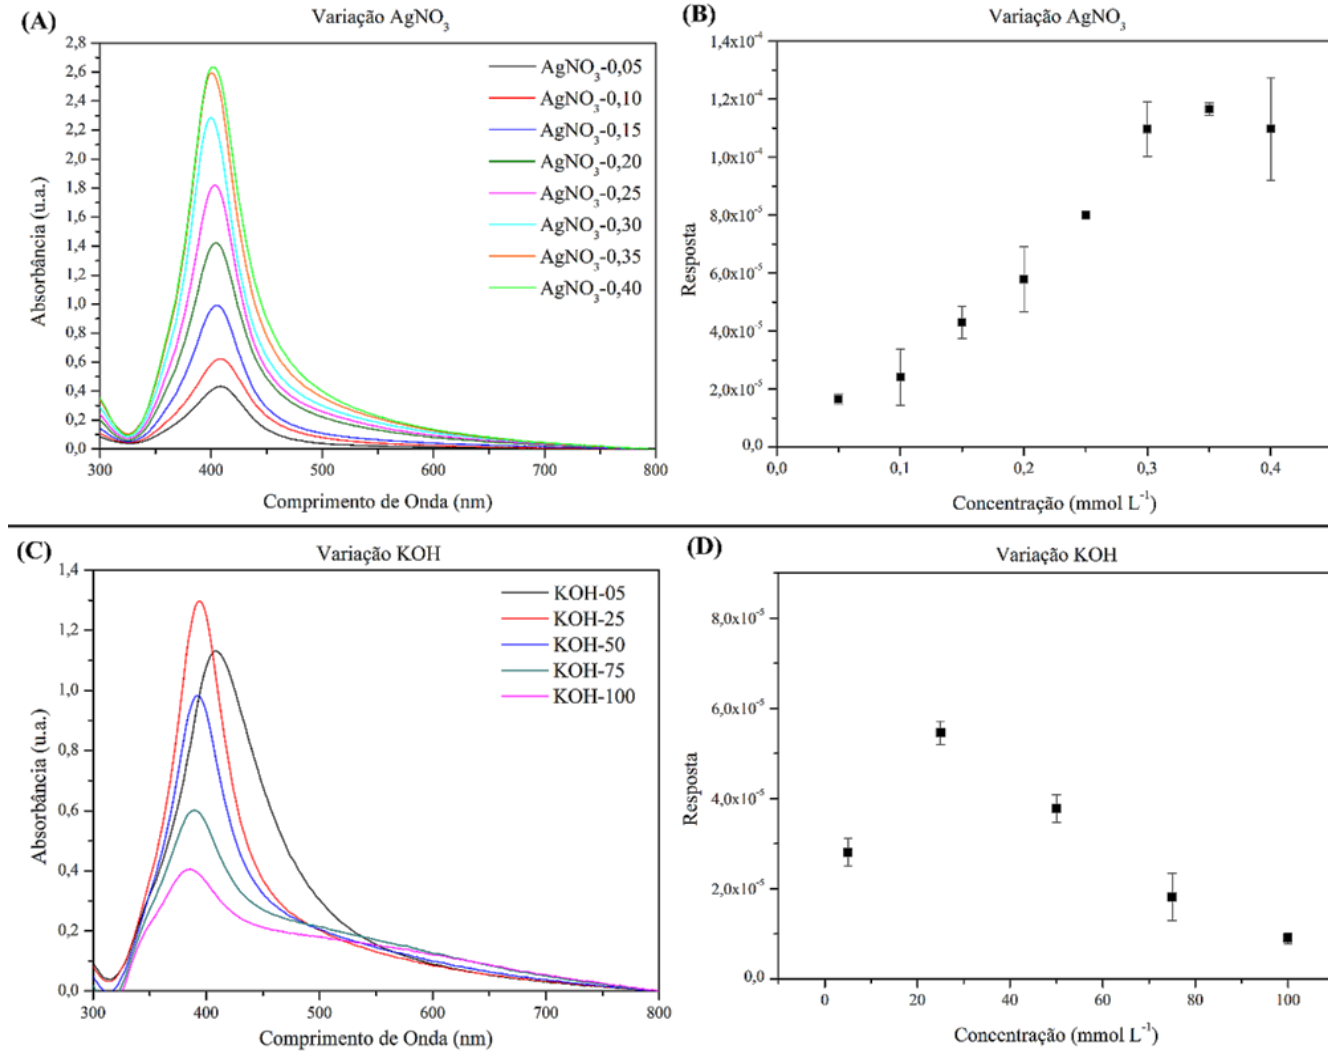 (A)
Variação AgNO₃
2,8
2,6
2,4
2,2
2,0
1,8
1,6
1,4
1,2
1,0
0,8
0,6
0,4
0,2
0,0
Absorbância (u.a.)
AgNO₃-0,05
AgNO₃-0,10
AgNO₃-0,15
AgNO₃-0,20
AgNO₃-0,25
AgNO₃-0,30
AgNO₃-0,35
AgNO₃-0,40
300 400 500 600 700 800
Comprimento de Onda (nm)
(B)
Variação AgNO₃
1,4x10⁻⁴
1,2x10⁻⁴
1,0x10⁻⁴
8,0x10⁻⁵
6,0x10⁻⁵
4,0x10⁻⁵
2,0x10⁻⁵
0,0
Resposta
0,0 0,1 0,2 0,3 0,4
Concentração (mmol L⁻¹)
(C)
Variação KOH
1,4
1,2
1,0
0,8
0,6
0,4
0,2
0,0
Absorbância (u.a.)
KOH-05
KOH-25
KOH-50
KOH-75
KOH-100
300 400 500 600 700 800
Comprimento de Onda (nm)
(D)
Variação KOH
8,0x10⁻⁵
6,0x10⁻⁵
4,0x10⁻⁵
2,0x10⁻⁵
0,0
Resposta
0 20 40 60 80 100
Concentração (mmol L⁻¹)